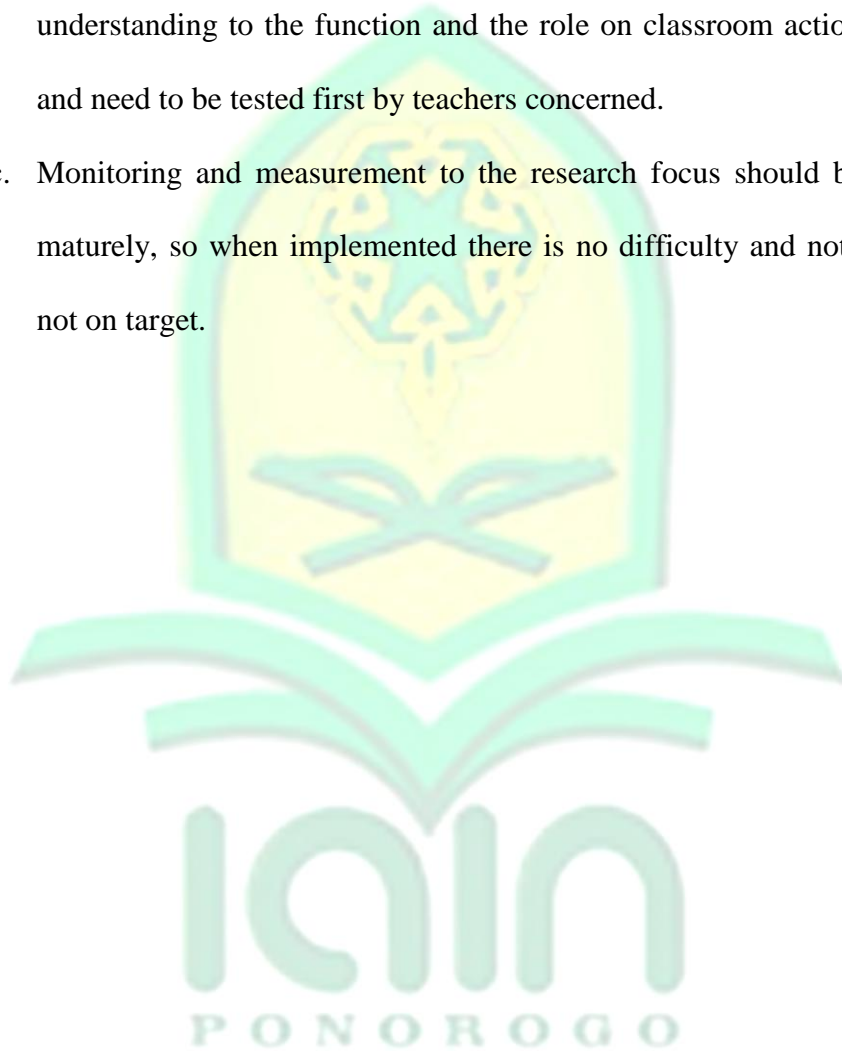 understanding to the function and the role on classroom actio
and need to be tested first by teachers concerned.
c. Monitoring and measurement to the research focus should b
maturely, so when implemented there is no difficulty and not
not on target.
IAIN
PONOROGO